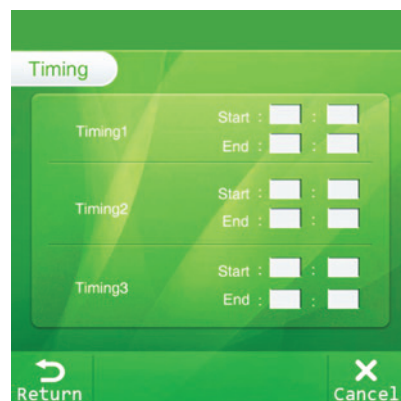 Timing
Timing1
Start : :
End : :
Timing2
Start : :
End : :
Timing3
Start : :
End : :
Return
Cancel